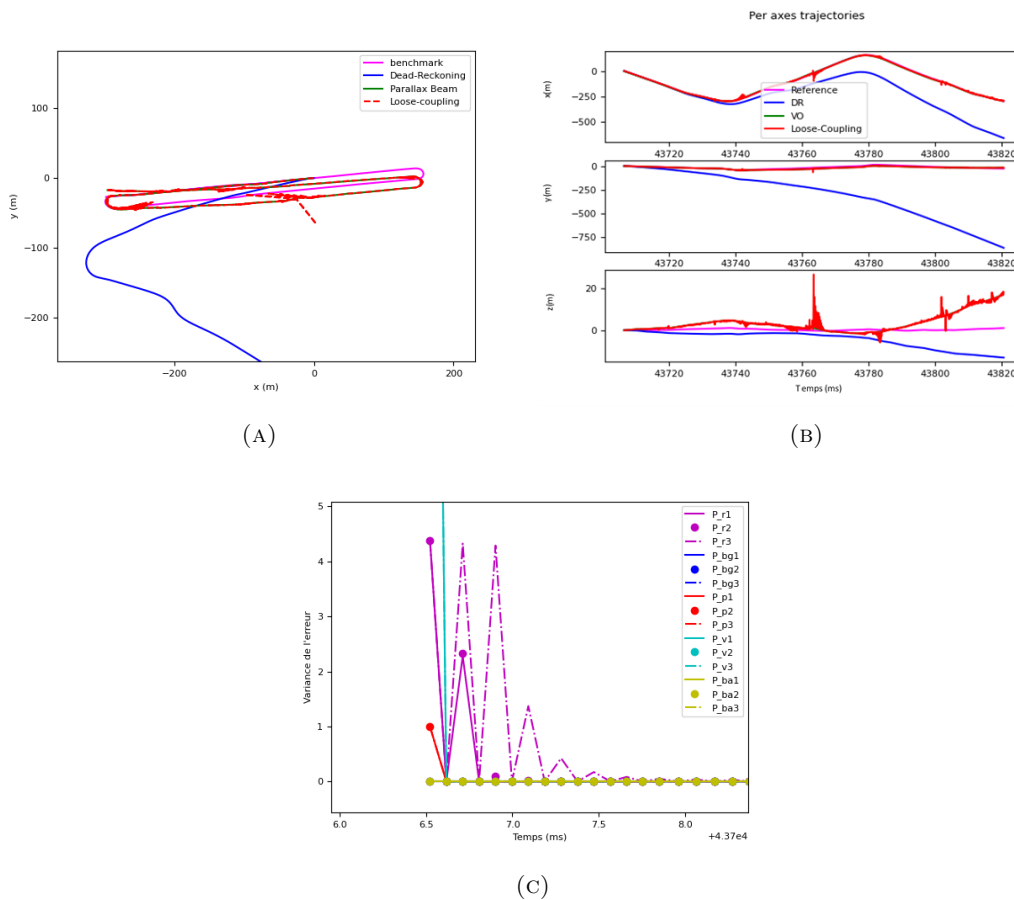 benchmark
Dead-Reckoning
Parallax Beam
Loose-coupling
100
0
−100
−200
y (m)
−200 0 200
x (m)
(A)
Per axes trajectories
0
−250
−500
x(m)
Reference
DR
VO
Loose-Coupling
43720 43740 43760 43780 43800 43820
0
−250
−500
−750
y(m)
43720 43740 43760 43780 43800 43820
20
0
z(m)
43720 43740 43760 43780 43800 43820
Temps (ms)
(B)
5
4
3
2
1
0
Variance de l'erreur
P_r1
P_r2
P_r3
P_bg1
P_bg2
P_bg3
P_p1
P_p2
P_p3
P_v1
P_v2
P_v3
P_ba1
P_ba2
P_ba3
6.0 6.5 7.0 7.5 8.0
Temps (ms)
+4.37e4
(C)